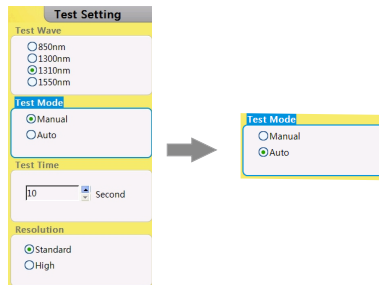 Test Setting
Test Wave
850nm
1300nm
1310nm
1550nm
Test Mode
Manual
Auto
Test Time
10 Second
Resolution
Standard
High
Test Mode
Manual
Auto